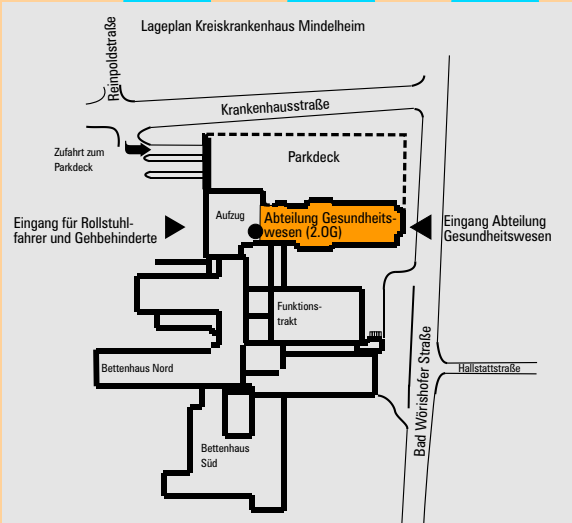 Lageplan Kreiskrankenhaus Mindelheim
Reinpoldstraße
Krankenhausstraße
Zufahrt zum
Parkdeck
Parkdeck
Eingang für Rollstuhl-
fahrer und Gehbehinderte
Aufzug
Abteilung Gesundheits-
wesen (2.OG)
Eingang Abteilung
Gesundheitswesen
Funktions-
trakt
Bettenhaus Nord
Bad Wörishofer Straße
Hallstattstraße
Bettenhaus
Süd